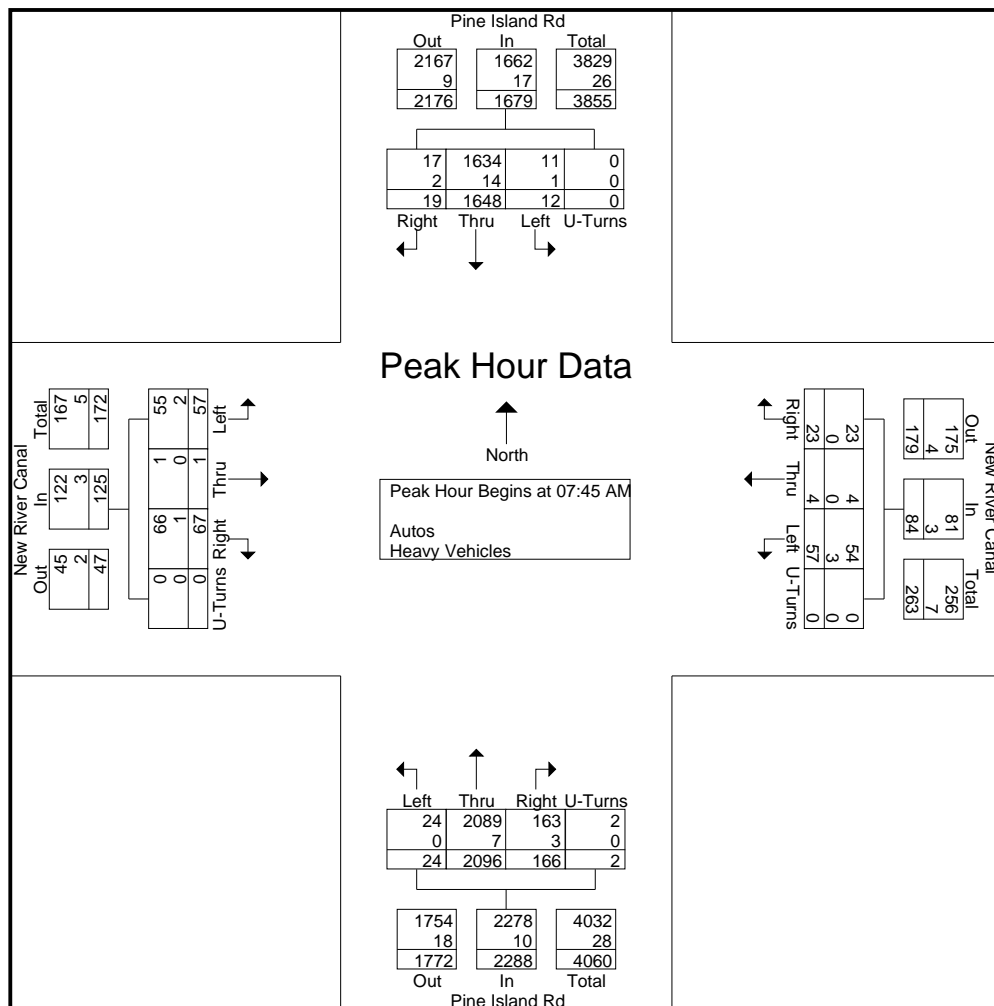 Pine Island Rd
Out In Total
2167 1662 3829
9 17 26
2176 1679 3855
17 1634 11 0
2 14 1 0
19 1648 12 0
Right Thru Left U-Turns
Peak Hour Data
North
Peak Hour Begins at 07:45 AM
Autos
Heavy Vehicles
New River Canal
Total In Out
167 122 45
5 3 2
172 125 47
55 1 66 0
2 0 1 0
57 1 67 0
Left Thru Right U-Turns
New River Canal
Out In Total
175 81 256
4 3 7
179 84 263
23 4 54 0
0 0 3 0
23 4 57 0
Right Thru Left U-Turns
Left Thru Right U-Turns
24 2089 163 2
0 7 3 0
24 2096 166 2
1754 2278 4032
18 10 28
1772 2288 4060
Out In Total
Pine Island Rd